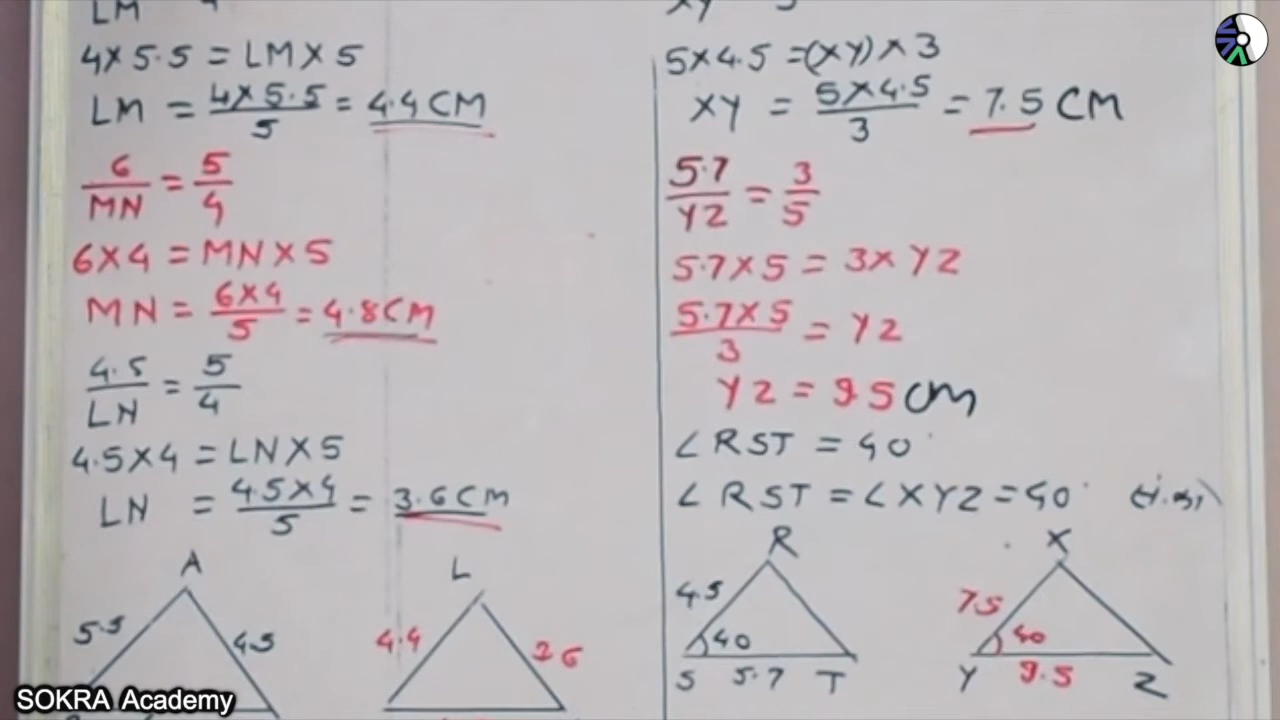 LM
4×5.5 = LM×5
LM = 4×5.5/5 = 4.4CM
6/MN = 5/4
6×4 = MN×5
MN = 6×4/5 = 4.8CM
4.5/LN = 5/4
4.5×4 = LN×5
LN = 4.5×4/5 = 3.6CM
A
5.5
4.5
L
4.4
3.6
XY
5×4.5 = (XY)×3
XY = 5×4.5/3 = 7.5 CM
5.7/YZ = 3/5
5.7×5 = 3×YZ
5.7×5/3 = YZ
YZ = 9.5 cm
∠RST = 40°
∠RST = ∠XYZ = 40°
R
4.5
40
S 5.7 T
X
7.5
40
Y 9.5 Z
SOKRA Academy